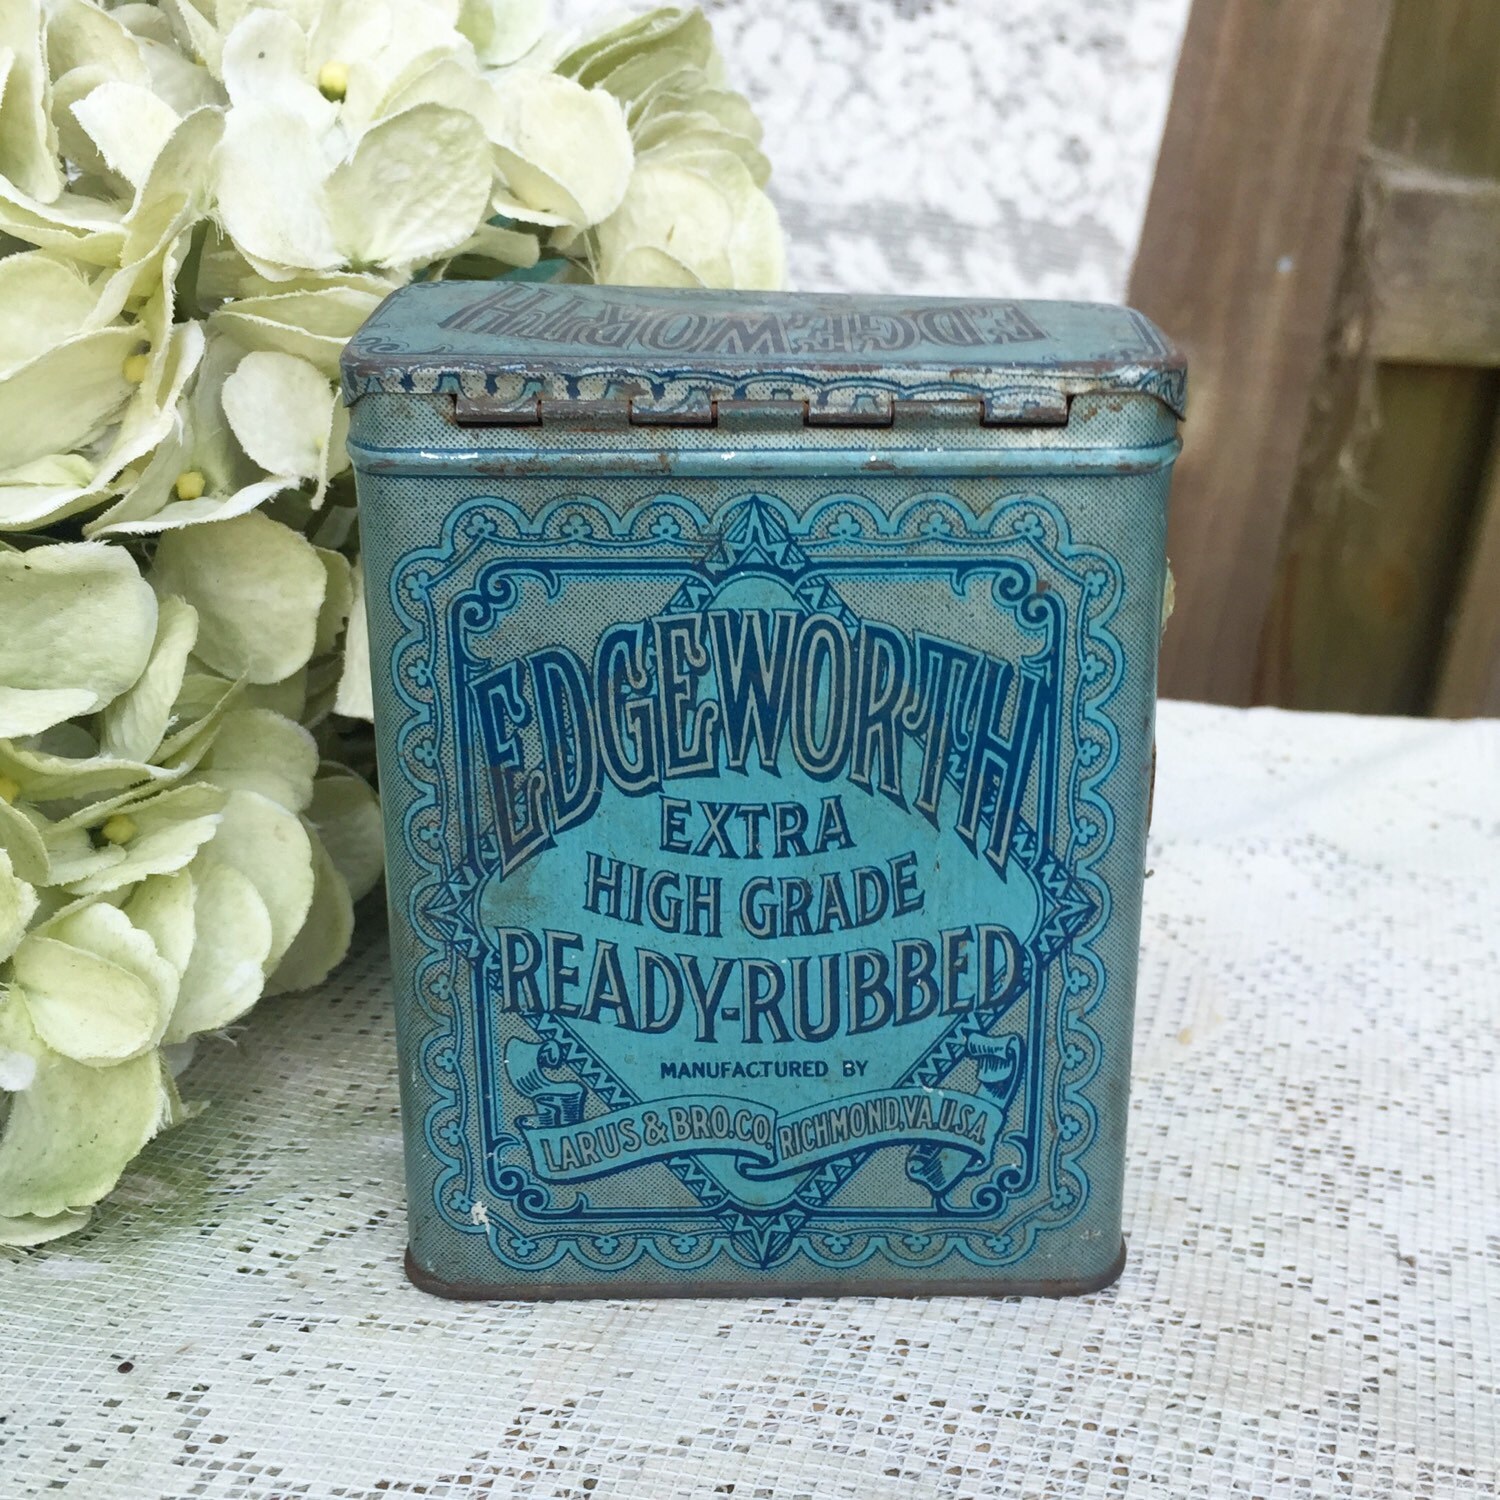 EDGEWORTH
EDGEWORTH
EXTRA
HIGH GRADE
READY-RUBBED
MANUFACTURED BY
LARUS & BRO. CO. RICHMOND, VA. U.S.A.